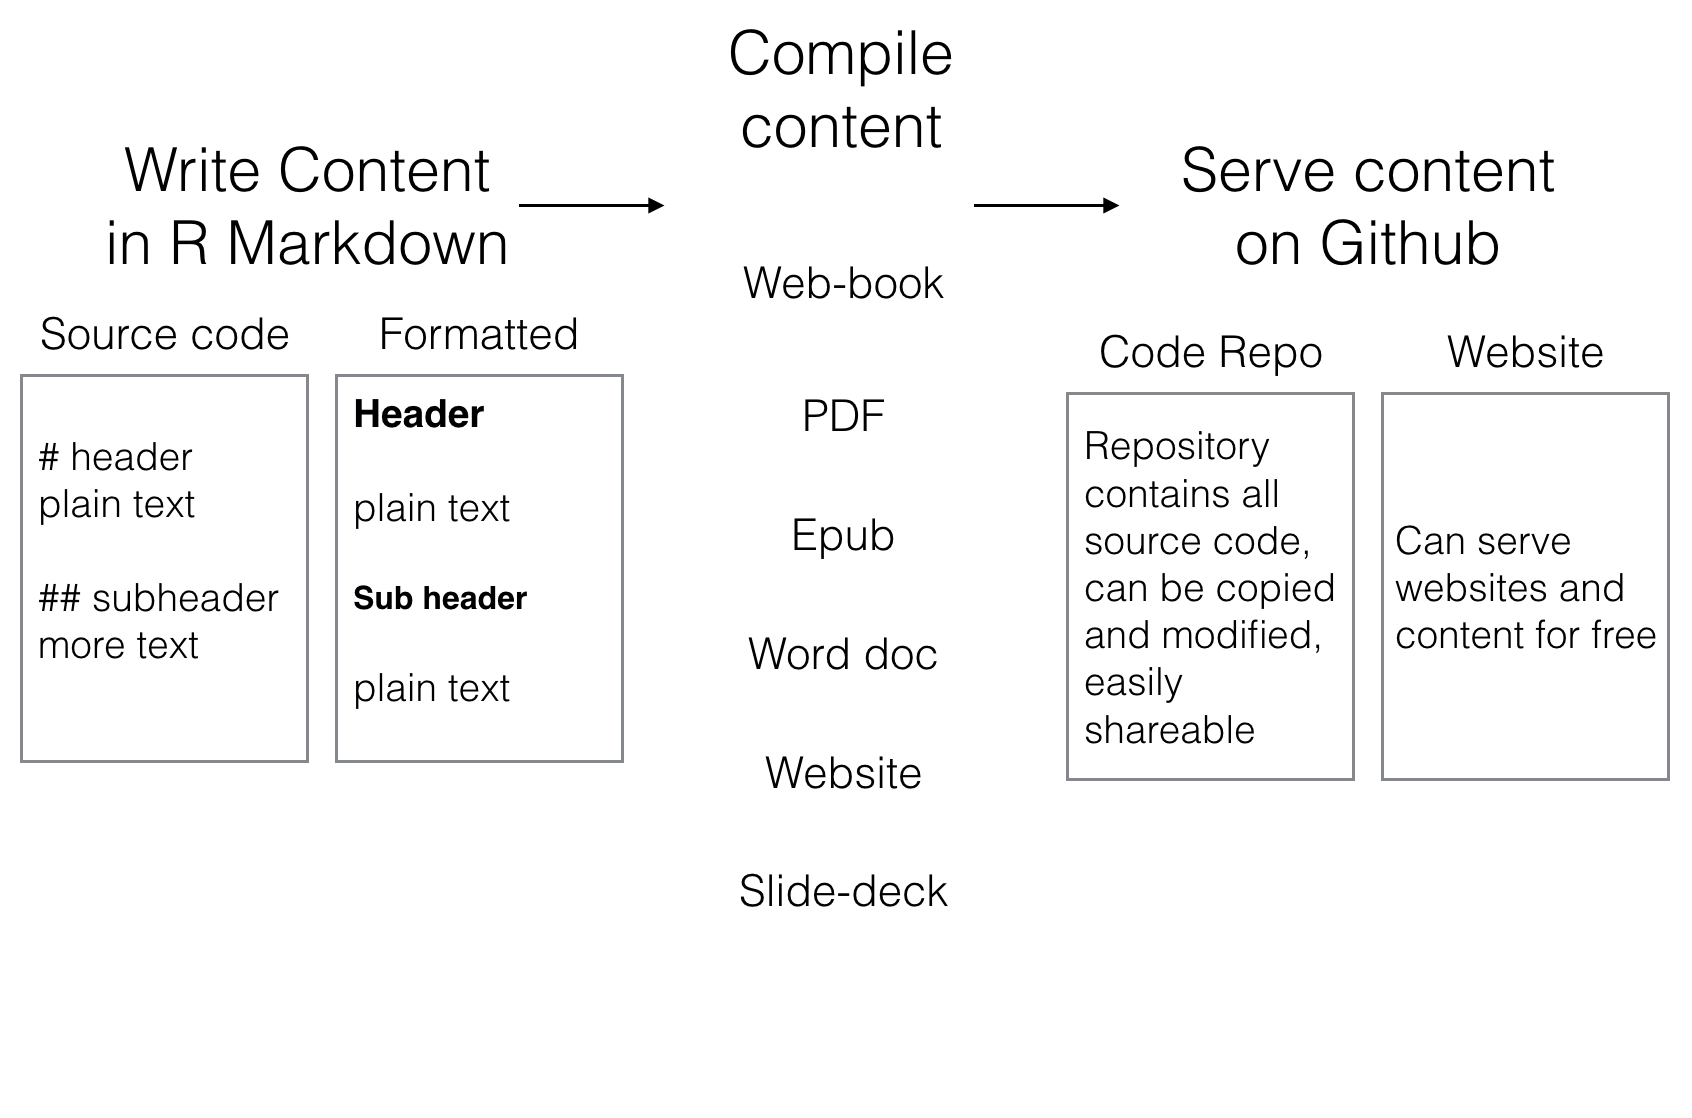 Compile
content
Write Content
in R Markdown
Serve content
on Github
Source code
# header
plain text
## subheader
more text
Formatted
Header
plain text
Sub header
plain text
Web-book
PDF
Epub
Word doc
Website
Slide-deck
Code Repo
Repository
contains all
source code,
can be copied
and modified,
easily
shareable
Website
Can serve
websites and
content for free